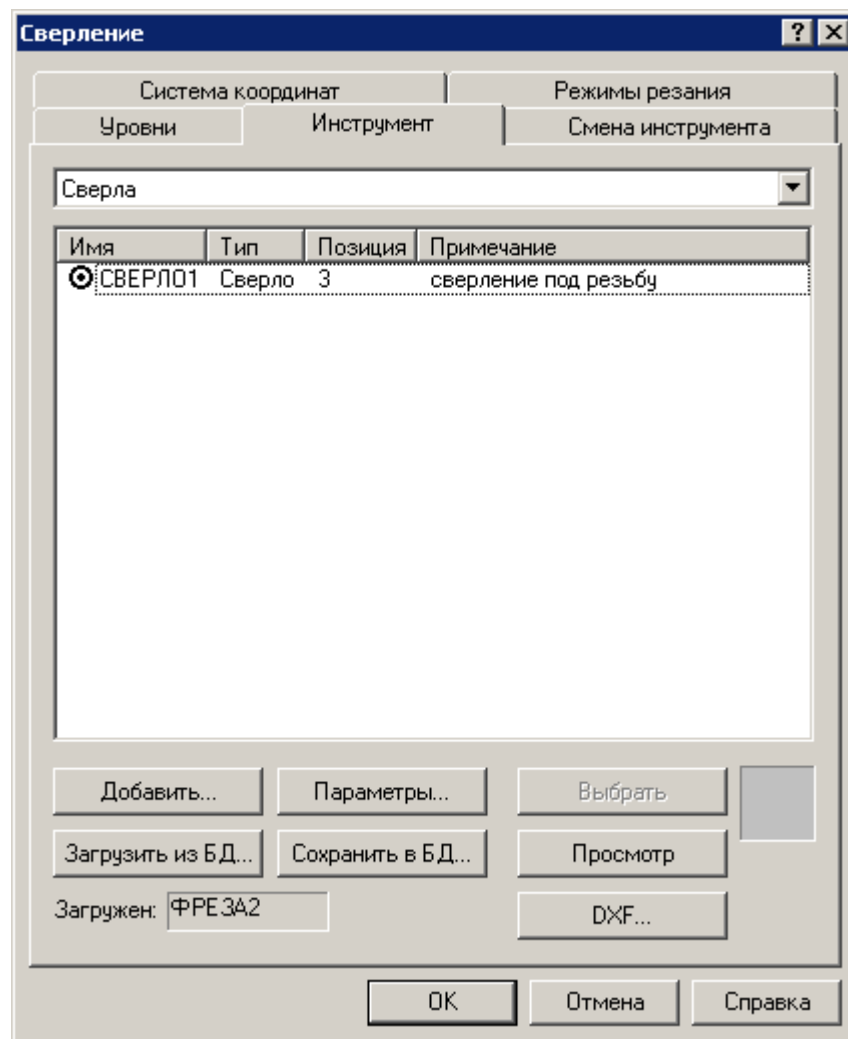 Сверление
Система координат Режимы резания
Уровни Инструмент Смена инструмента
Сверла
Имя Тип Позиция Примечание
СВЕРЛО1 Сверло 3 сверление под резьбу
Добавить... Параметры... Выбрать
Загрузить из БД... Сохранить в БД... Просмотр
Загружен: ФРЕЗА2 DXF...
OK Отмена Справка